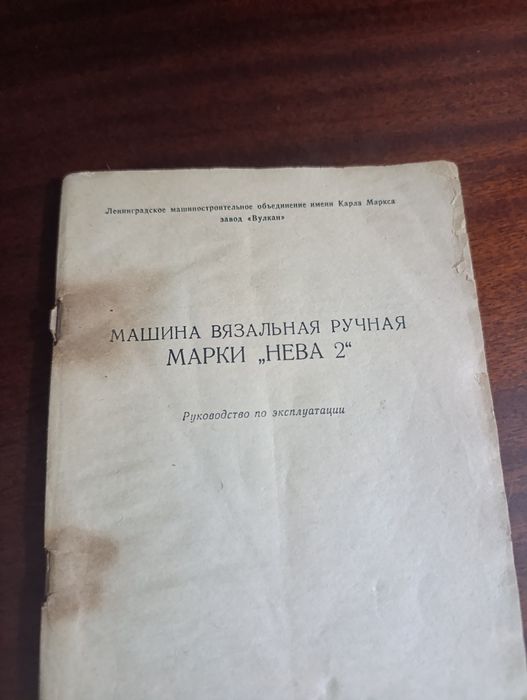 Ленинградское машиностроительное объединение имени Карла Маркса
завод «Вулкан»
МАШИНА ВЯЗАЛЬНАЯ РУЧНАЯ
МАРКИ „НЕВА 2“
Руководство по эксплуатации